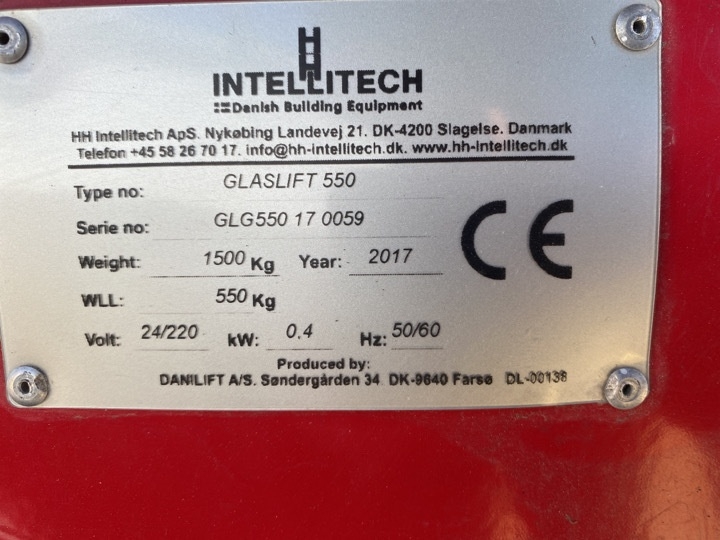 INTELLITECH
Danish Building Equipment
HH Intellitech ApS. Nykøbing Landevej 21. DK-4200 Slagelse. Danmark
Telefon +45 58 26 70 17. info@hh-intellitech.dk. www.hh-intellitech.dk
Type no: GLASLIFT 550
Serie no: GLG550 17 0059
Weight: 1500 Kg Year: 2017
CE
WLL: 550 Kg
Volt: 24/220 kW: 0,4 Hz: 50/60
Produced by:
DANILIFT A/S. Søndergården 34 DK-9640 Farsø DL-00138